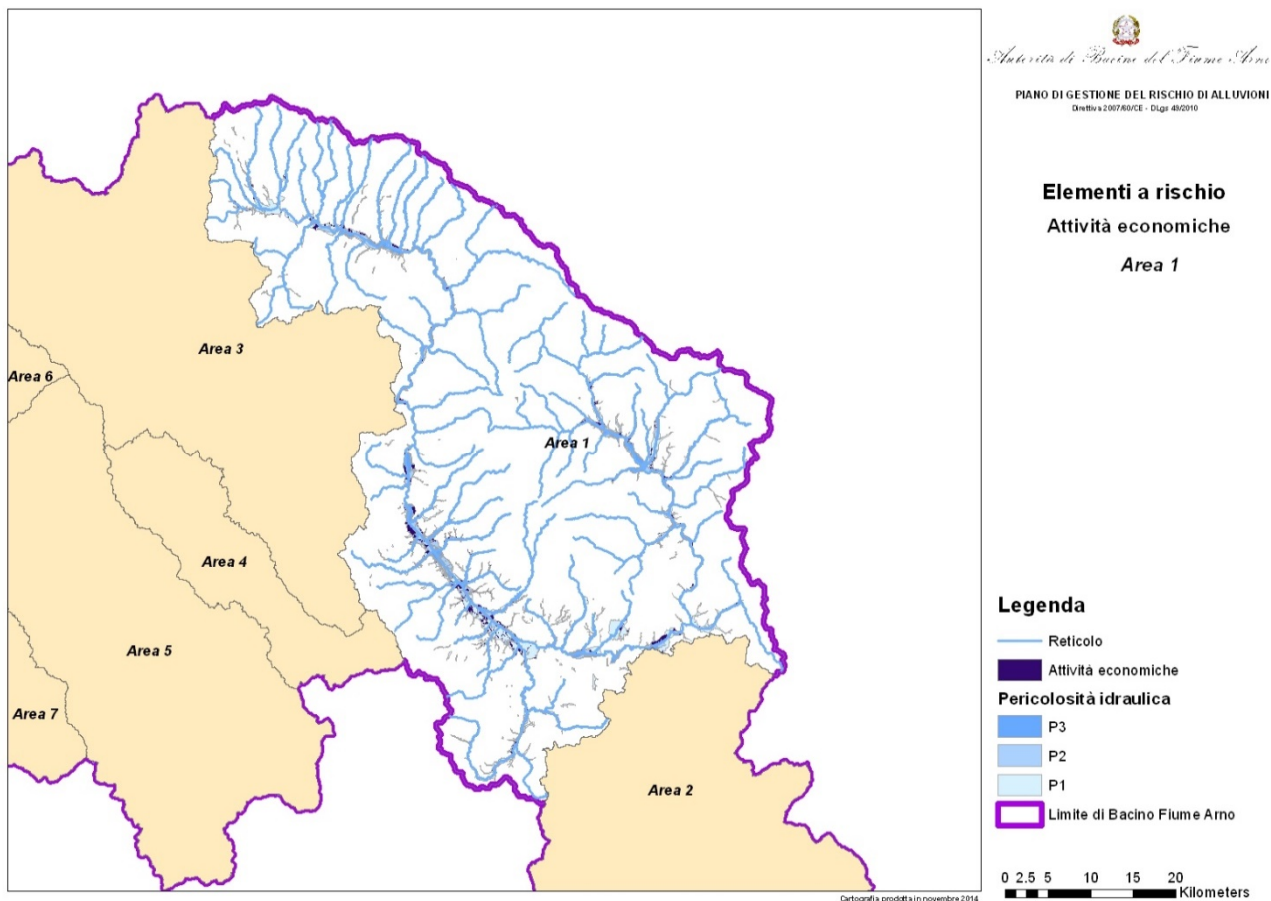 Autorità di Bacino del Fiume Arno
PIANO DI GESTIONE DEL RISCHIO DI ALLUVIONI
Direttiva 2007/60/CE - DLgs 49/2010
Elementi a rischio
Attività economiche
Area 1
Area 3
Area 6
Area 1
Area 4
Area 5
Area 7
Area 2
Legenda
Reticolo
Attività economiche
Pericolosità idraulica
P3
P2
P1
Limite di Bacino Fiume Arno
0 2.5 5 10 15 20
Kilometers
Cartografia prodotta in novembre 2014